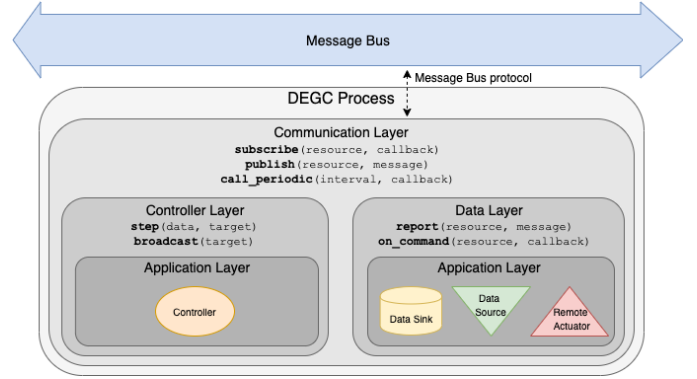 Message Bus
Message Bus protocol
DEGC Process
Communication Layer
subscribe(resource, callback)
publish(resource, message)
call_periodic(interval, callback)
Controller Layer
step(data, target)
broadcast(target)
Application Layer
Controller
Data Layer
report(resource, message)
on_command(resource, callback)
Appication Layer
Data Sink
Data
Source
Remote
Actuator